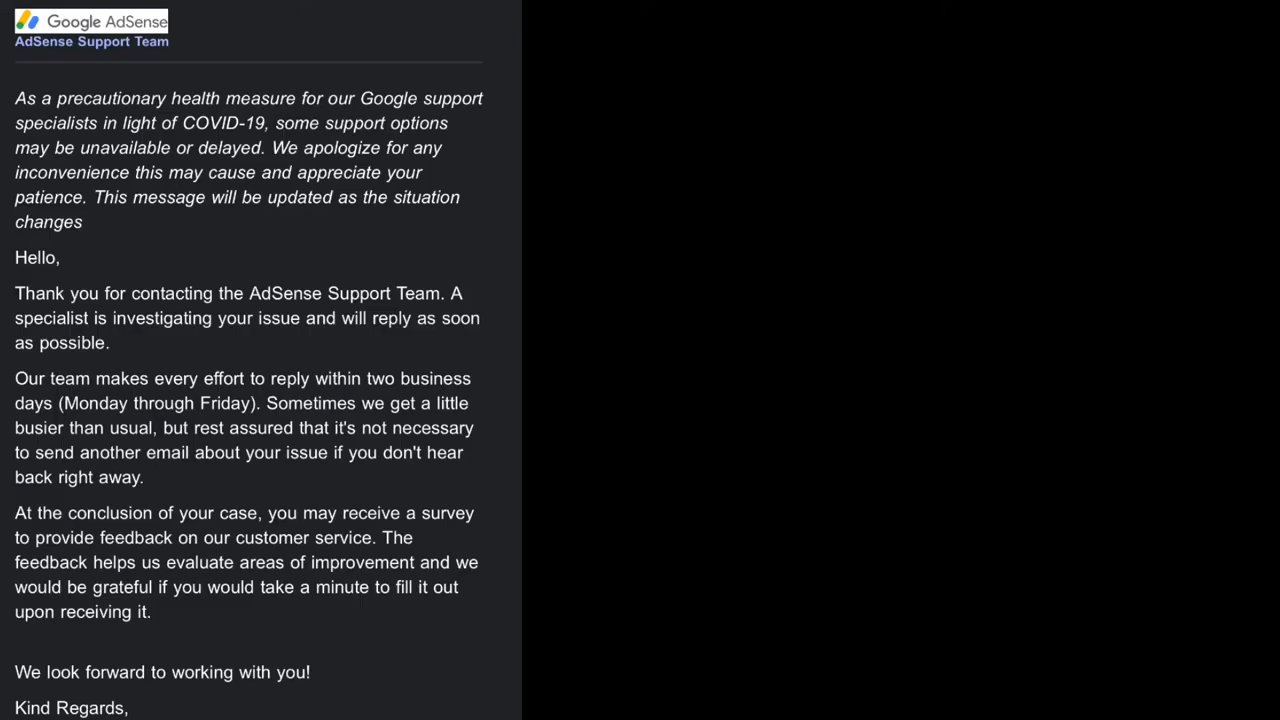 Google AdSense
AdSense Support Team
As a precautionary health measure for our Google support
specialists in light of COVID-19, some support options
may be unavailable or delayed. We apologize for any
inconvenience this may cause and appreciate your
patience. This message will be updated as the situation
changes
Hello,
Thank you for contacting the AdSense Support Team. A
specialist is investigating your issue and will reply as soon
as possible.
Our team makes every effort to reply within two business
days (Monday through Friday). Sometimes we get a little
busier than usual, but rest assured that it's not necessary
to send another email about your issue if you don't hear
back right away.
At the conclusion of your case, you may receive a survey
to provide feedback on our customer service. The
feedback helps us evaluate areas of improvement and we
would be grateful if you would take a minute to fill it out
upon receiving it.
We look forward to working with you!
Kind Regards,